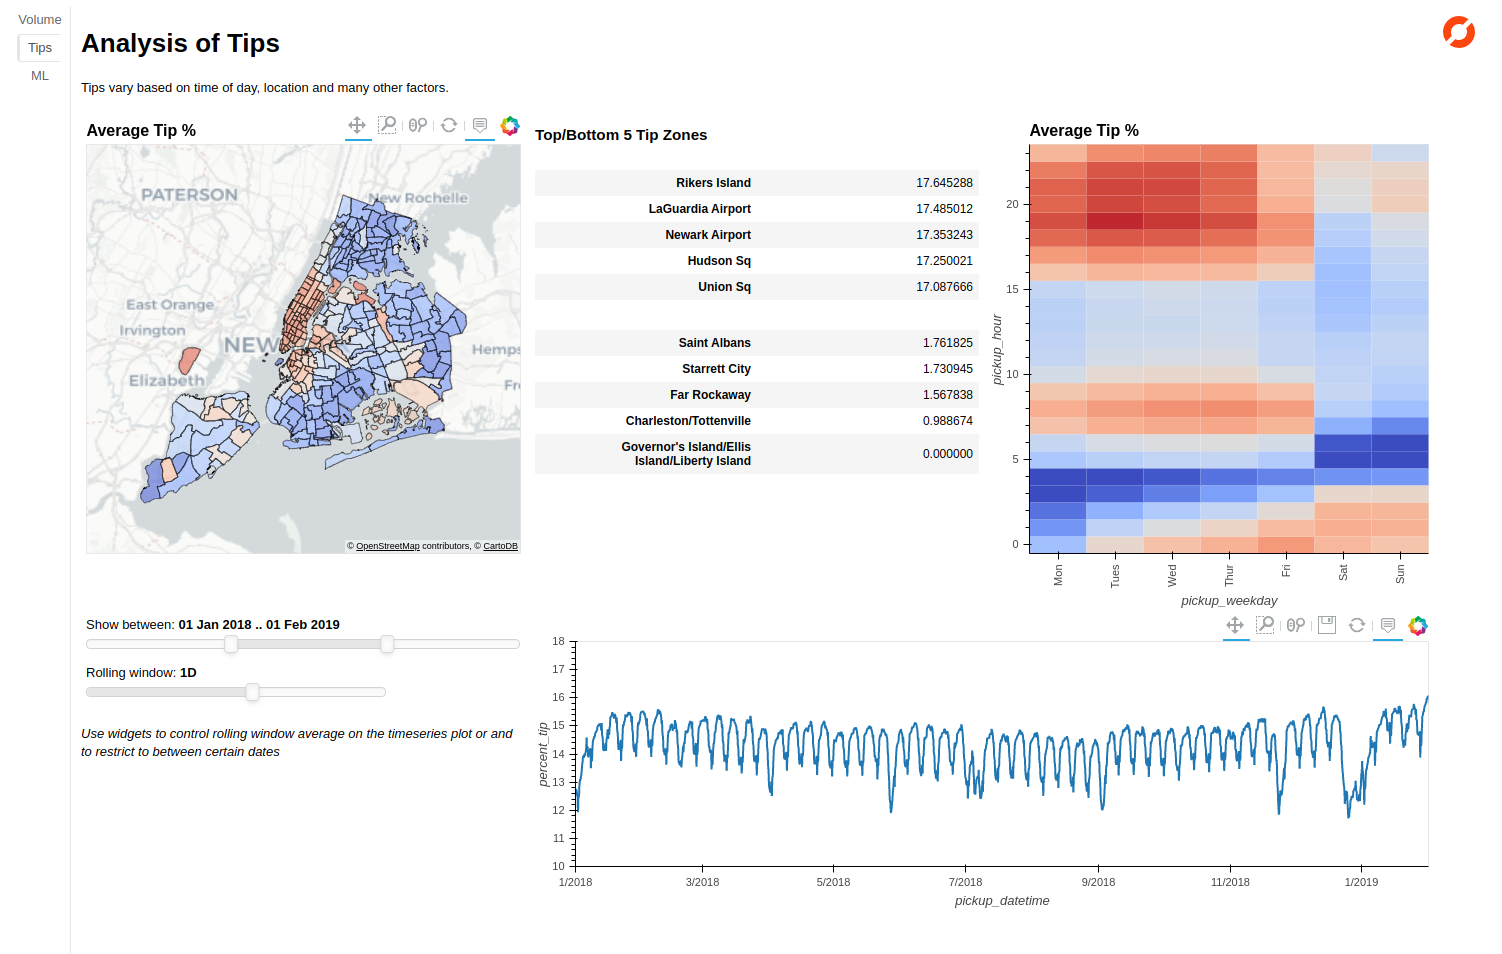 Volume
Tips
ML
Analysis of Tips
Tips vary based on time of day, location and many other factors.
Average Tip %
PATERSON
New Rochelle
East Orange
Irvington
NEW
Hemps
Elizabeth
Fr
© OpenStreetMap contributors, © CartoDB
Top/Bottom 5 Tip Zones
Rikers Island 17.645288
LaGuardia Airport 17.485012
Newark Airport 17.353243
Hudson Sq 17.250021
Union Sq 17.087666
Saint Albans 1.761825
Starrett City 1.730945
Far Rockaway 1.567838
Charleston/Tottenville 0.988674
Governor's Island/Ellis
Island/Liberty Island 0.000000
Average Tip %
20
15
10
5
0
pickup_hour
Mon Tues Wed Thur Fri Sat Sun
pickup_weekday
Show between: 01 Jan 2018 .. 01 Feb 2019
Rolling window: 1D
Use widgets to control rolling window average on the timeseries plot or and
to restrict to between certain dates
18
17
16
15
14
13
12
11
10
percent_tip
1/2018 3/2018 5/2018 7/2018 9/2018 11/2018 1/2019
pickup_datetime